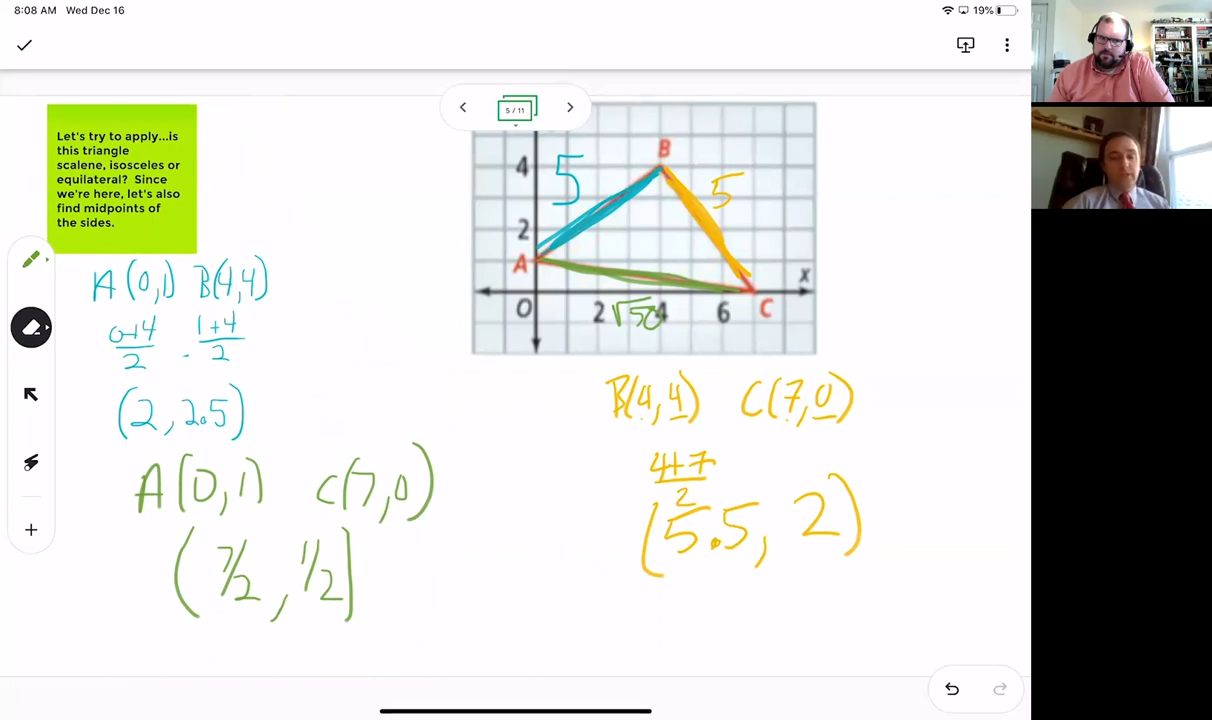 8:08 AM Wed Dec 16
19%
5 / 11
Let's try to apply...is
this triangle
scalene, isosceles or
equilateral? Since
we're here, let's also
find midpoints of
the sides.
B
4
5
5
2
A
x
O
2
√50
4
6
C
A(0,1) B(4,4)
0+4
2
1+4
2
(2, 2.5)
A(0,1) C(7,0)
(7/2, 1/2)
B(4,4) C(7,0)
4+7
2
(5.5, 2)